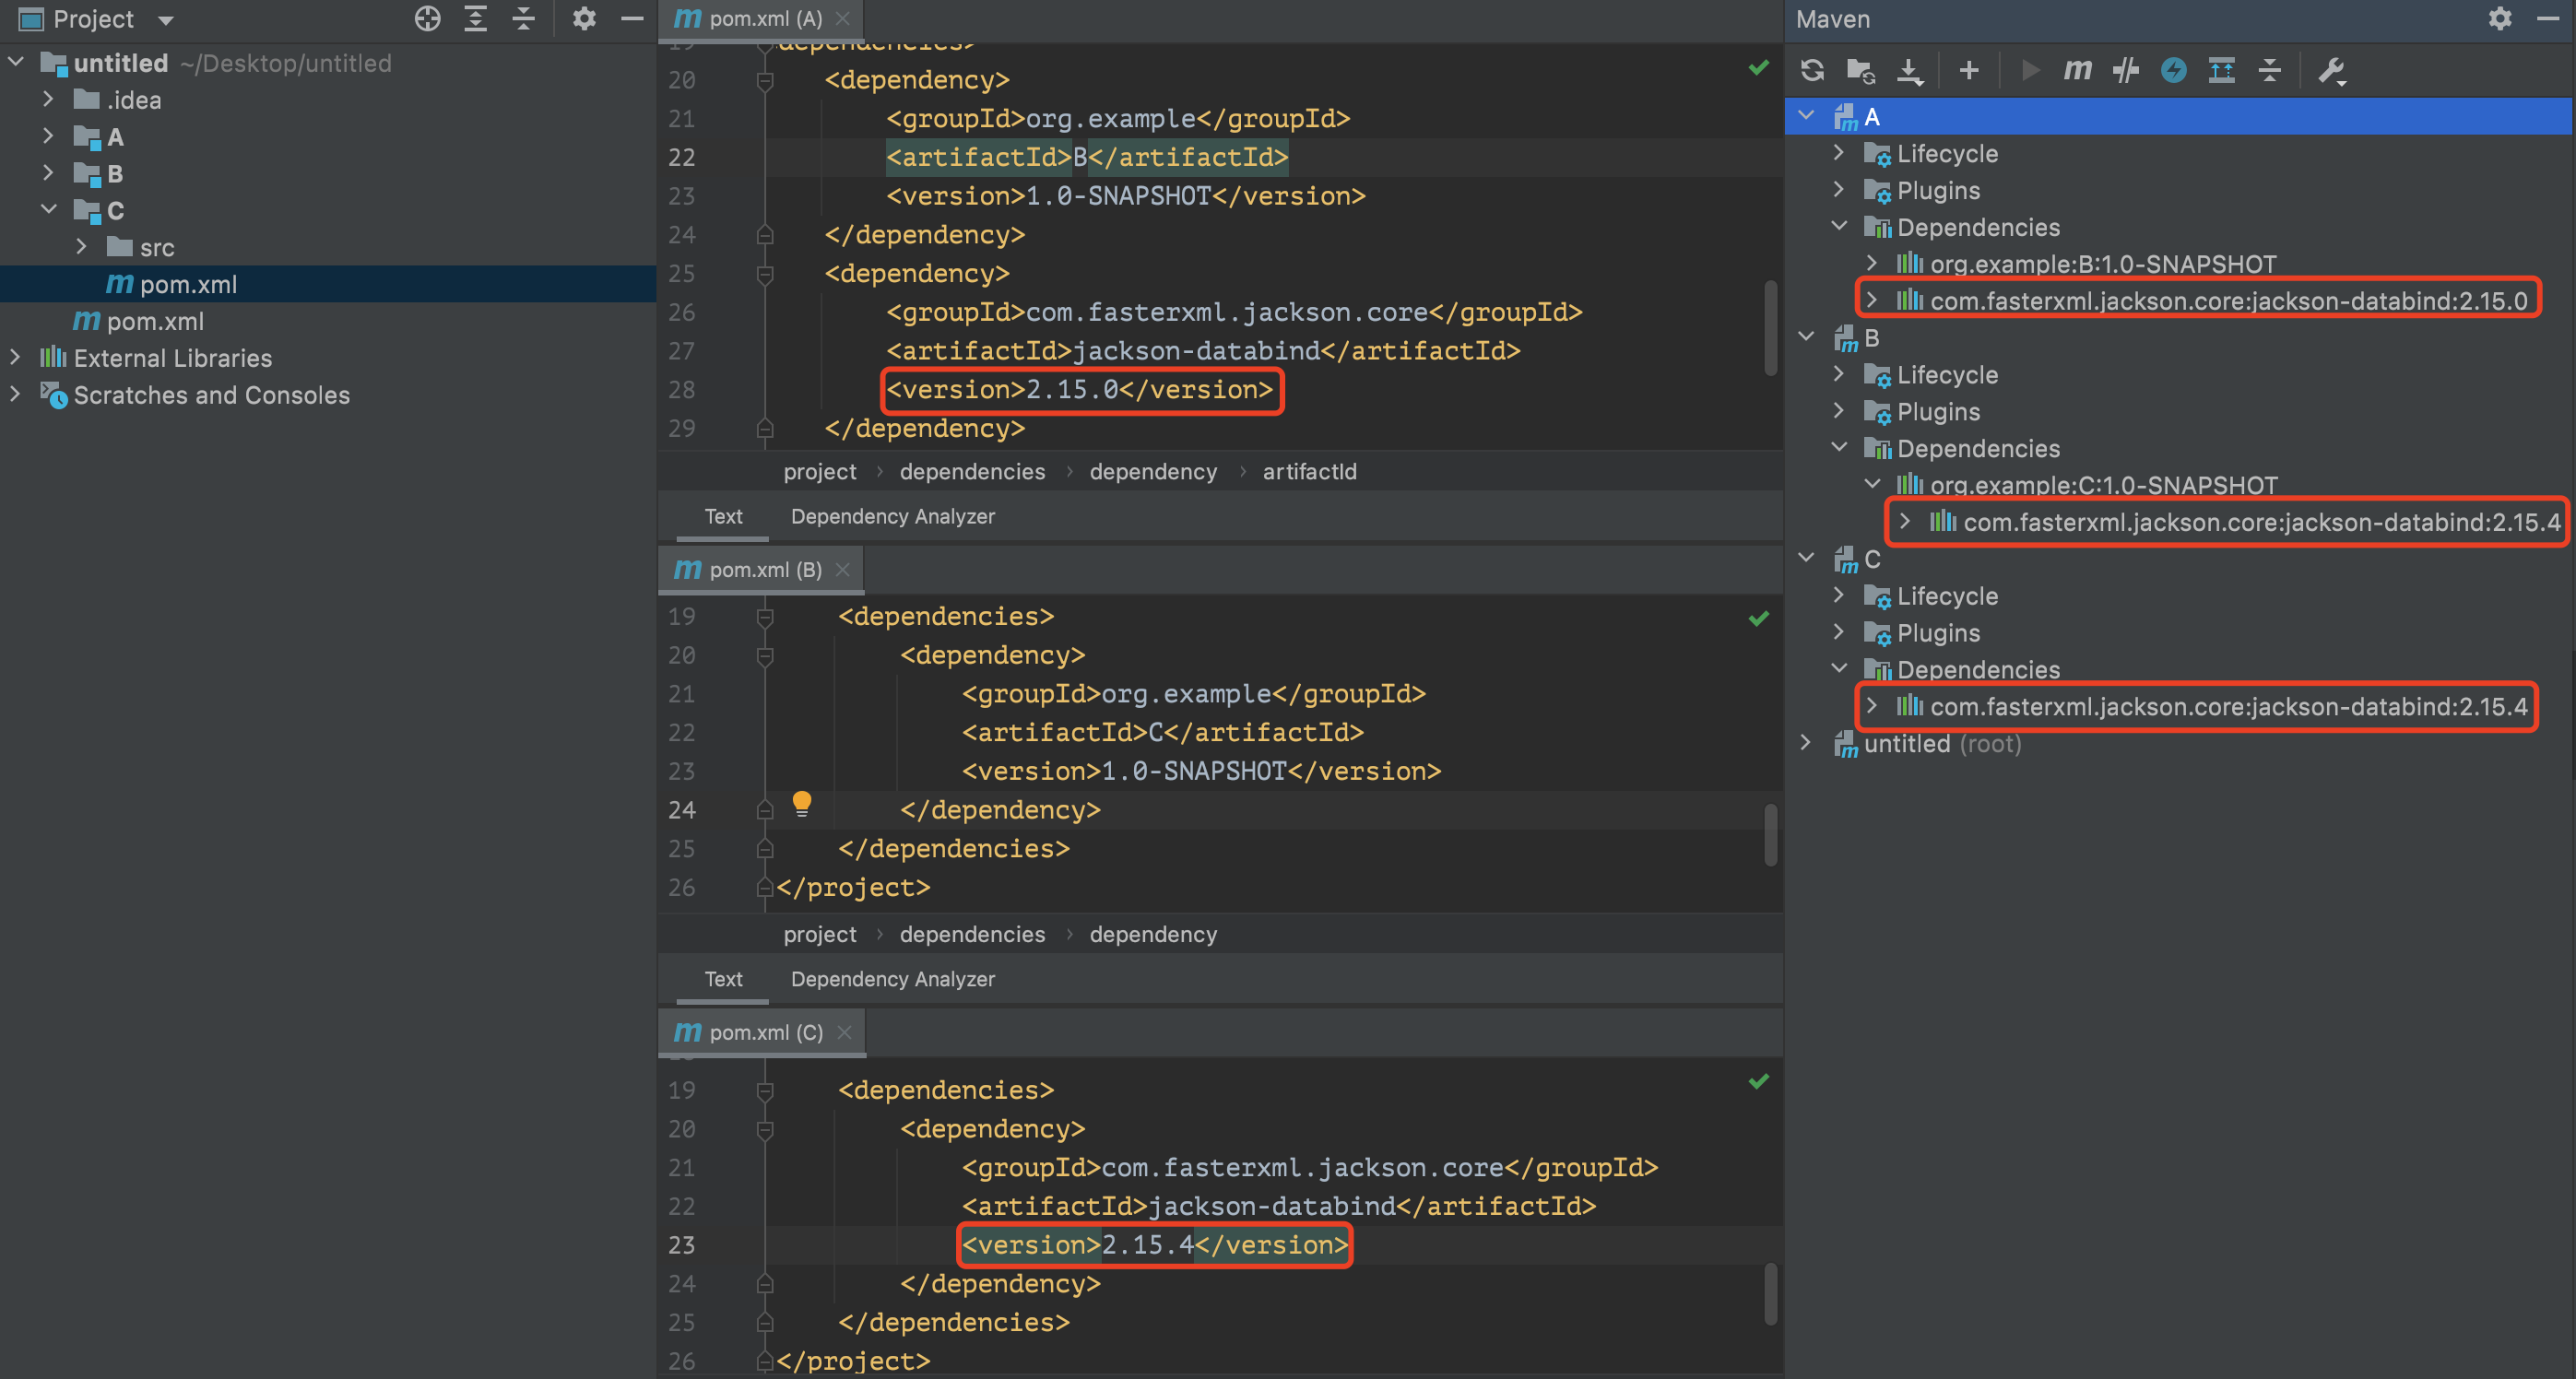 Project
untitled ~/Desktop/untitled
.idea
A
B
C
src
pom.xml
pom.xml
External Libraries
Scratches and Consoles
pom.xml (A)
19 dependencies>
20 <dependency>
21 <groupId>org.example</groupId>
22 <artifactId>B</artifactId>
23 <version>1.0-SNAPSHOT</version>
24 </dependency>
25 <dependency>
26 <groupId>com.fasterxml.jackson.core</groupId>
27 <artifactId>jackson-databind</artifactId>
28 <version>2.15.0</version>
29 </dependency>
project › dependencies › dependency › artifactId
Text Dependency Analyzer
pom.xml (B)
19 <dependencies>
20 <dependency>
21 <groupId>org.example</groupId>
22 <artifactId>C</artifactId>
23 <version>1.0-SNAPSHOT</version>
24 </dependency>
25 </dependencies>
26 </project>
project › dependencies › dependency
Text Dependency Analyzer
pom.xml (C)
19 <dependencies>
20 <dependency>
21 <groupId>com.fasterxml.jackson.core</groupId>
22 <artifactId>jackson-databind</artifactId>
23 <version>2.15.4</version>
24 </dependency>
25 </dependencies>
26 </project>
Maven
A
Lifecycle
Plugins
Dependencies
org.example:B:1.0-SNAPSHOT
com.fasterxml.jackson.core:jackson-databind:2.15.0
B
Lifecycle
Plugins
Dependencies
org.example:C:1.0-SNAPSHOT
com.fasterxml.jackson.core:jackson-databind:2.15.4
C
Lifecycle
Plugins
Dependencies
com.fasterxml.jackson.core:jackson-databind:2.15.4
untitled (root)